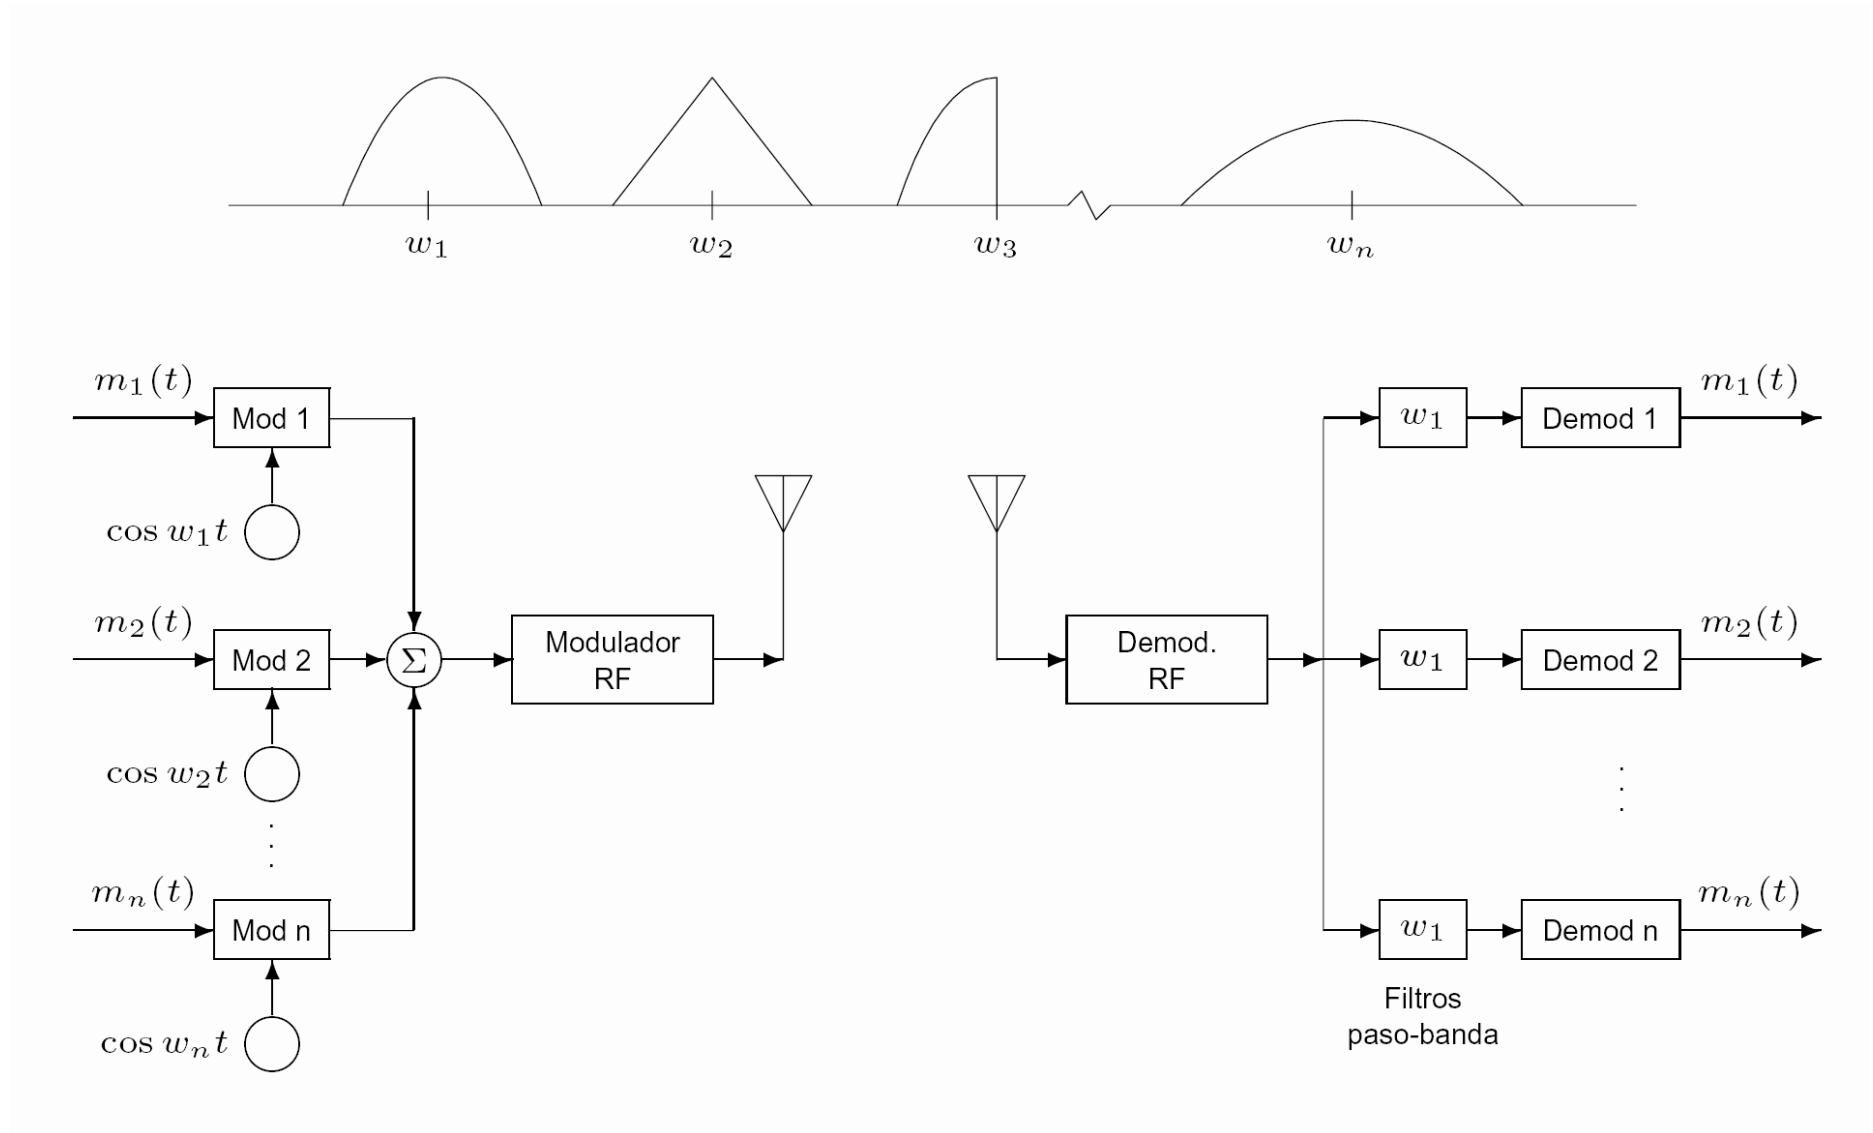 w₁ w₂ w₃ wₙ
m₁(t) m₁(t)
Mod 1 w₁ Demod 1
cos w₁t
m₂(t) m₂(t)
Mod 2 Σ Modulador RF Demod. RF w₁ Demod 2
cos w₂t
mₙ(t) mₙ(t)
Mod n w₁ Demod n
Filtros
paso-banda
cos wₙt